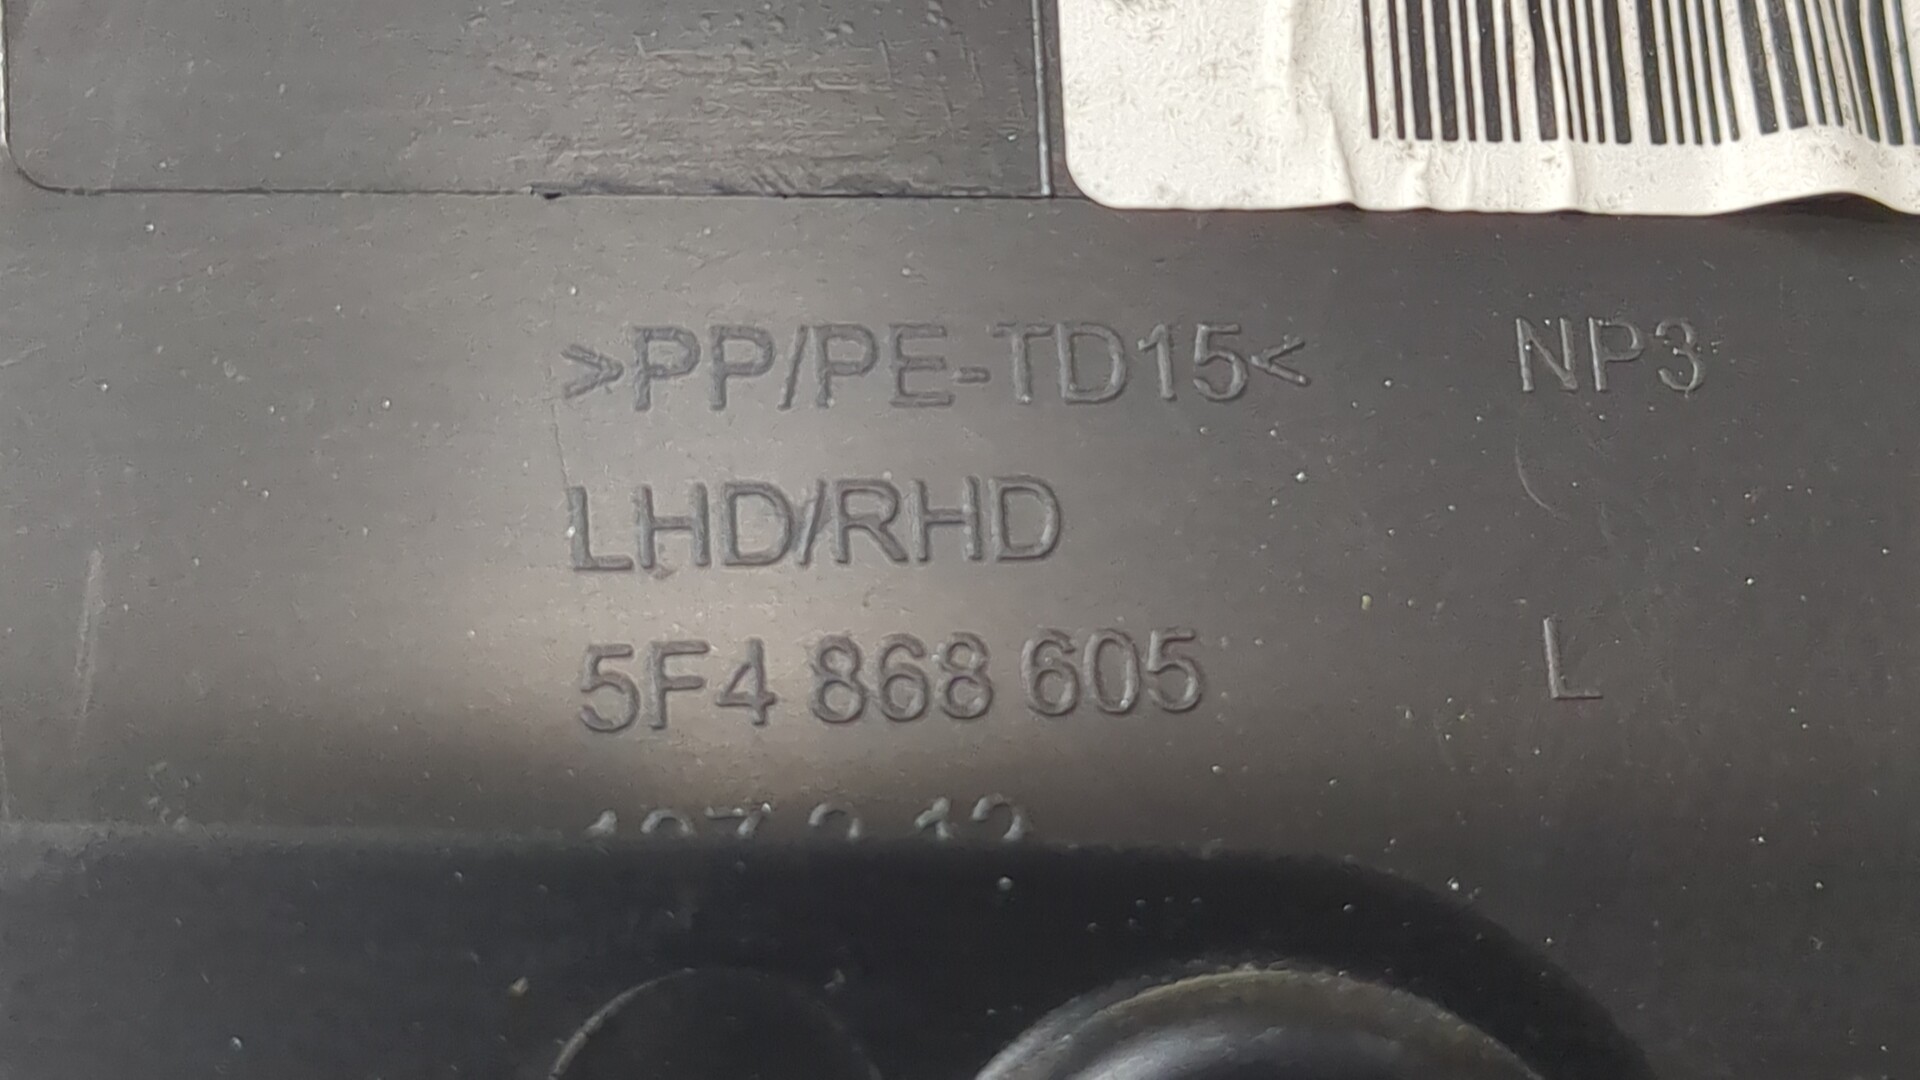 >PP/PE-TD15< NP3
LHD/RHD
5F4 868 605 L